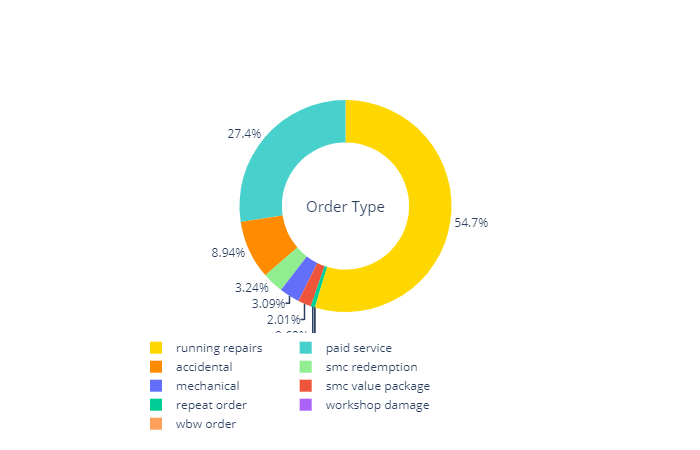 27.4%
Order Type
54.7%
8.94%
3.24%
3.09%
2.01%
running repairs
paid service
accidental
smc redemption
mechanical
smc value package
repeat order
workshop damage
wbw order